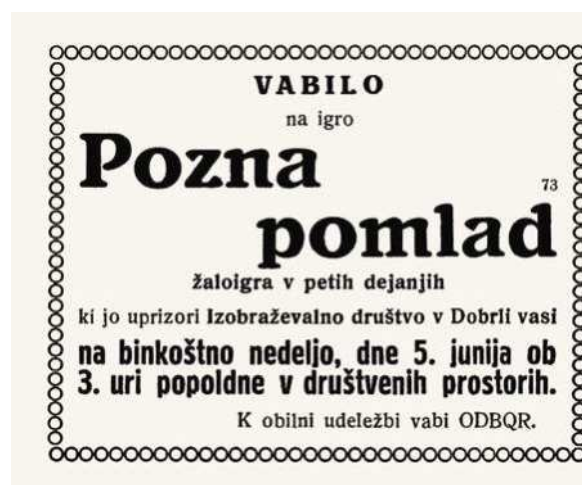 VABILO
na igro
Pozna
73
pomlad
žaloigra v petih dejanjih
ki jo uprizori Izobraževalno društvo v Dobrli vasi
na binkoštno nedeljo, dne 5. junija ob
3. uri popoldne v društvenih prostorih.
K obilni udeležbi vabi ODBQR.